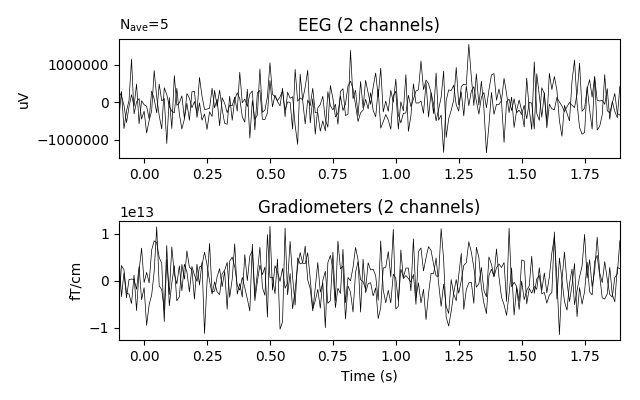 N_ave=5
EEG (2 channels)
1000000
0
−1000000
uV
0.00 0.25 0.50 0.75 1.00 1.25 1.50 1.75
1e13
Gradiometers (2 channels)
1
0
−1
fT/cm
0.00 0.25 0.50 0.75 1.00 1.25 1.50 1.75
Time (s)